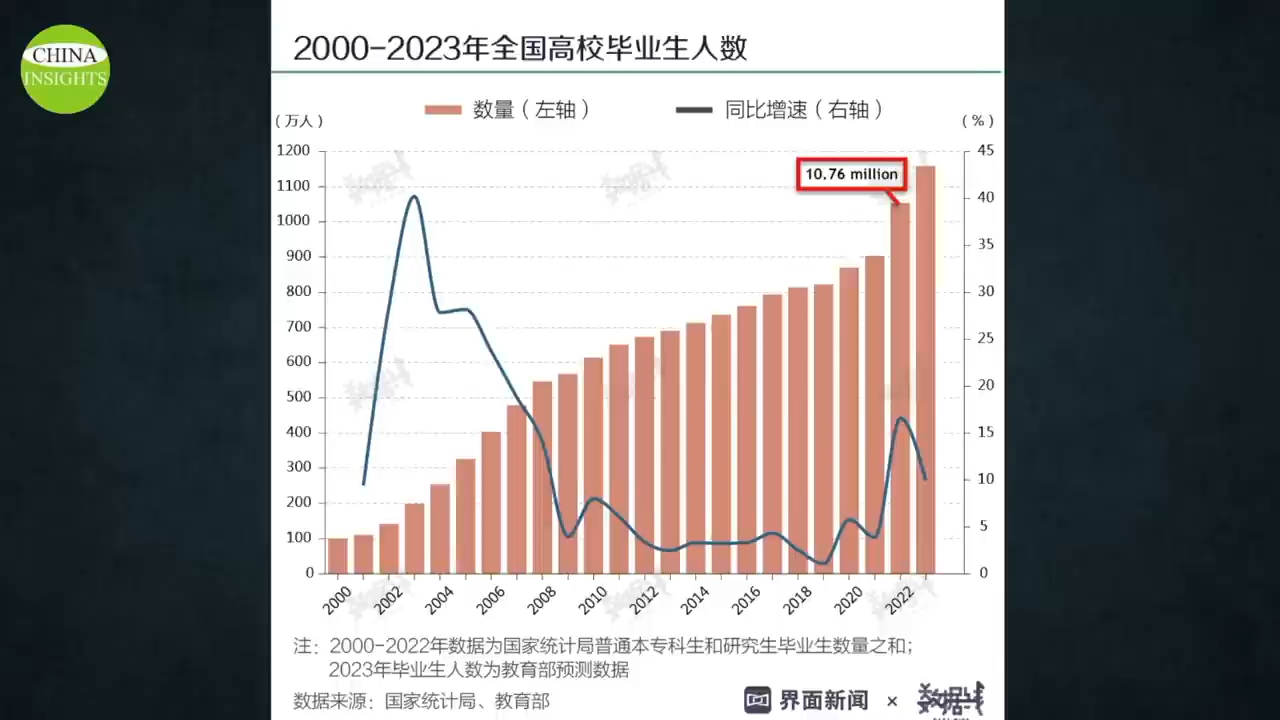 CHINA
INSIGHTS
2000-2023年全国高校毕业生人数
数量（左轴） 同比增速（右轴）
（万人） （%）
10.76 million
1200
1100
1000
900
800
700
600
500
400
300
200
100
0
45
40
35
30
25
20
15
10
5
0
2000 2002 2004 2006 2008 2010 2012 2014 2016 2018 2020 2022
注：2000-2022年数据为国家统计局普通本专科生和研究生毕业生数量之和；
2023年毕业生人数为教育部预测数据
数据来源：国家统计局、教育部
界面新闻 ×